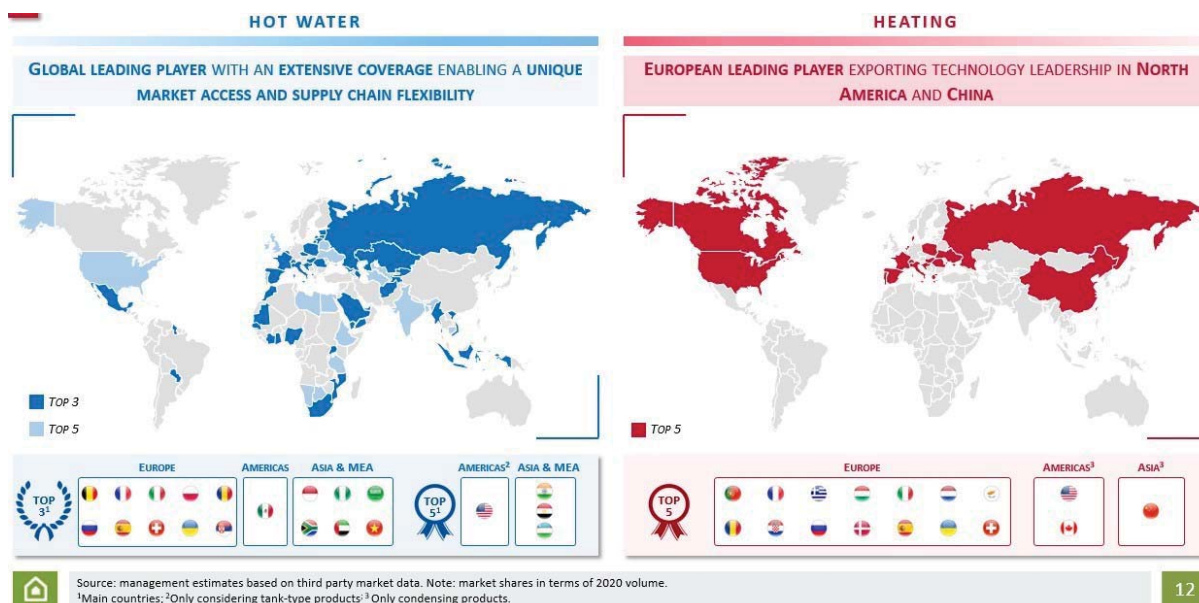 HOT WATER
GLOBAL LEADING PLAYER WITH AN EXTENSIVE COVERAGE ENABLING A UNIQUE
MARKET ACCESS AND SUPPLY CHAIN FLEXIBILITY
TOP 3
TOP 5
EUROPE
AMERICAS
ASIA & MEA
AMERICAS²
ASIA & MEA
TOP
3¹
TOP
5¹
HEATING
EUROPEAN LEADING PLAYER EXPORTING TECHNOLOGY LEADERSHIP IN NORTH
AMERICA AND CHINA
TOP 5
EUROPE
AMERICAS³
ASIA³
TOP
5
Source: management estimates based on third party market data. Note: market shares in terms of 2020 volume.
¹Main countries; ²Only considering tank-type products; ³ Only condensing products.
12